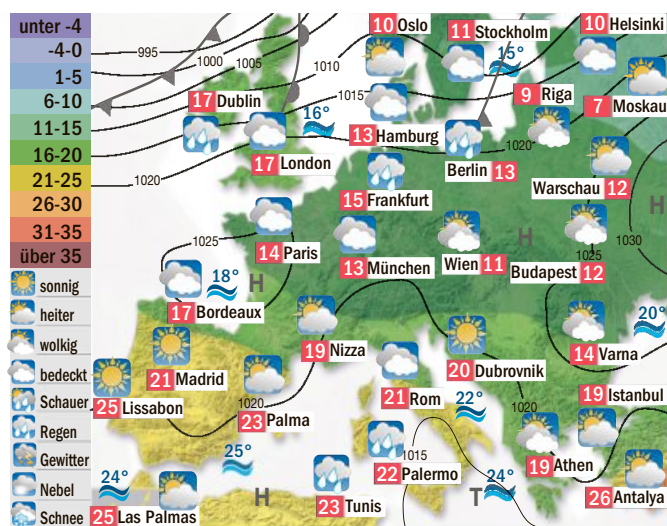 unter -4
-4-0
1-5
6-10
11-15
16-20
21-25
26-30
31-35
über 35
sonnig
heiter
wolkig
bedeckt
Schauer
Regen
Gewitter
Nebel
Schnee
995
1000
1005
1010
1015
1020
10 Oslo
11 Stockholm
10 Helsinki
15°
17 Dublin
16°
9 Riga
7 Moskau
13 Hamburg
1020
17 London
Berlin 13
Warschau 12
15 Frankfurt
H
1030
1025
14 Paris
13 München
Wien 11
H
1025
Budapest 12
18°
H
17 Bordeaux
20°
19 Nizza
14 Varna
21 Madrid
20 Dubrovnik
25 Lissabon
1020
23 Palma
21 Rom
22°
1020
19 Istanbul
25°
1015
22 Palermo
19 Athen
24°
24°
H
T
25 Las Palmas
23 Tunis
26 Antalya